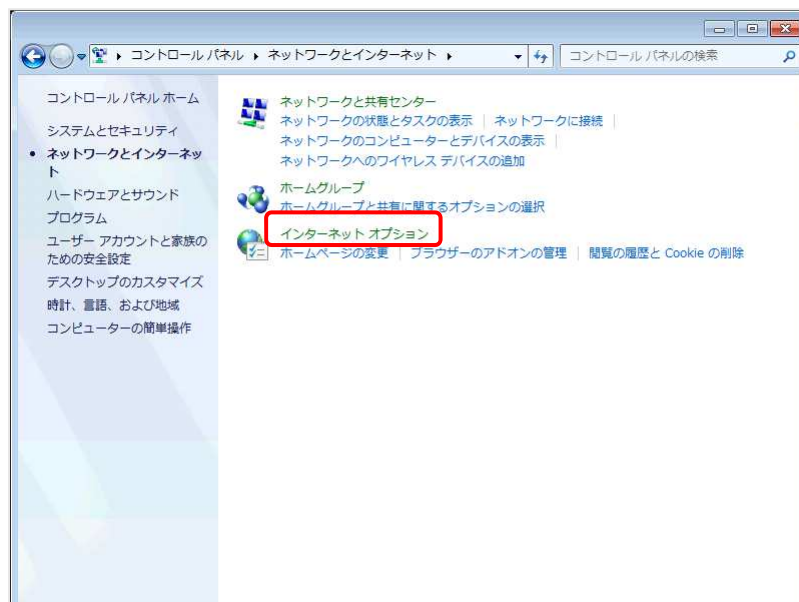 コントロール パネル ▸ ネットワークとインターネット ▸
コントロール パネルの検索
コントロール パネル ホーム
システムとセキュリティ
• ネットワークとインターネッ
ト
ハードウェアとサウンド
プログラム
ユーザー アカウントと家族の
ための安全設定
デスクトップのカスタマイズ
時計、言語、および地域
コンピューターの簡単操作
ネットワークと共有センター
ネットワークの状態とタスクの表示 | ネットワークに接続 |
ネットワークのコンピューターとデバイスの表示 |
ネットワークへのワイヤレス デバイスの追加
ホームグループ
ホームグループと共有に関するオプションの選択
インターネット オプション
ホームページの変更 | ブラウザーのアドオンの管理 | 閲覧の履歴と Cookie の削除